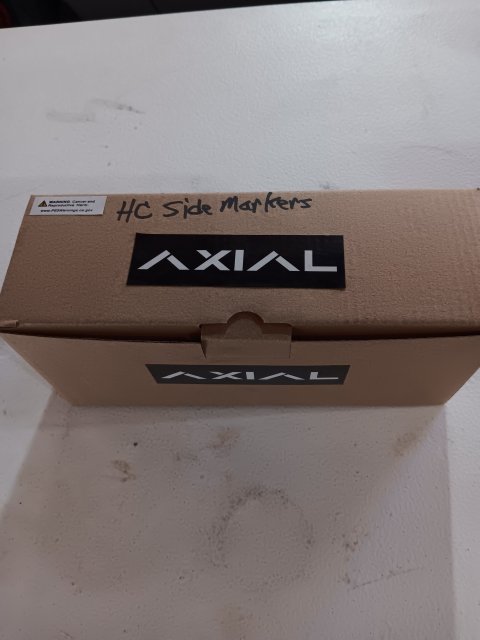 WARNING: Cancer and
Reproductive Harm
www.P65Warnings.ca.gov
HC Side Markers
AXIAL
AXIAL